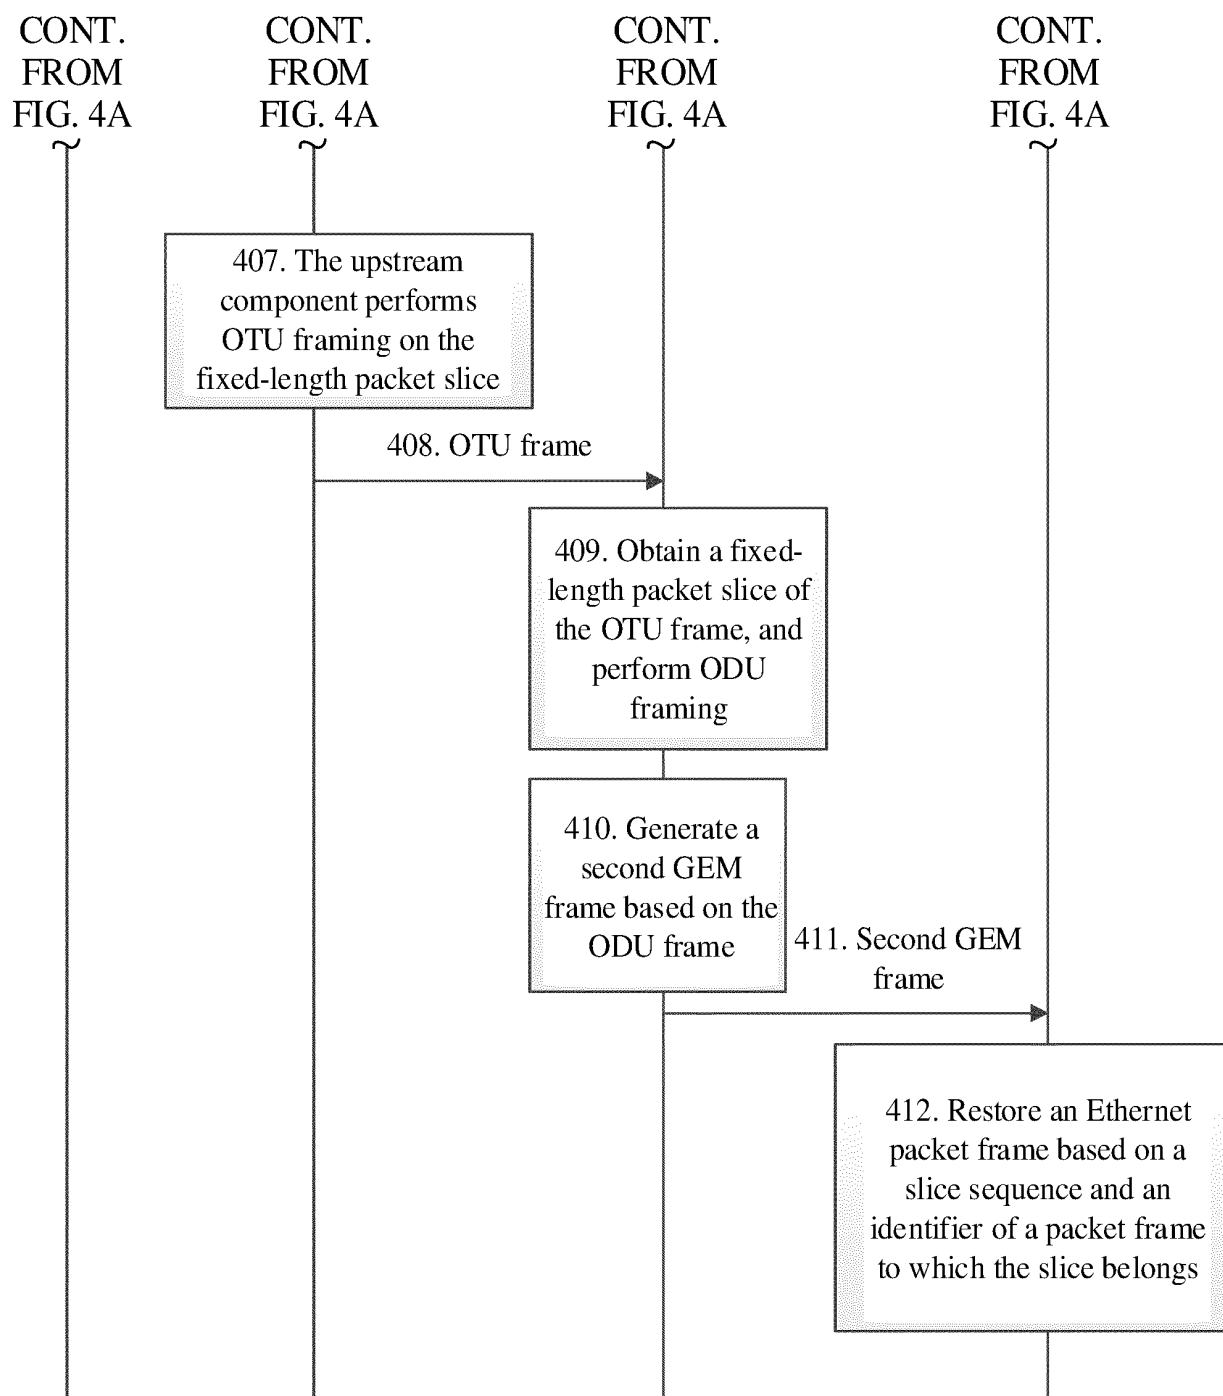 CONT.
FROM
FIG. 4A
CONT.
FROM
FIG. 4A
CONT.
FROM
FIG. 4A
CONT.
FROM
FIG. 4A
407. The upstream
component performs
OTU framing on the
fixed-length packet slice
408. OTU frame
409. Obtain a fixed-
length packet slice of
the OTU frame, and
perform ODU
framing
410. Generate a
second GEM
frame based on the
ODU frame
411. Second GEM
frame
412. Restore an Ethernet
packet frame based on a
slice sequence and an
identifier of a packet frame
to which the slice belongs